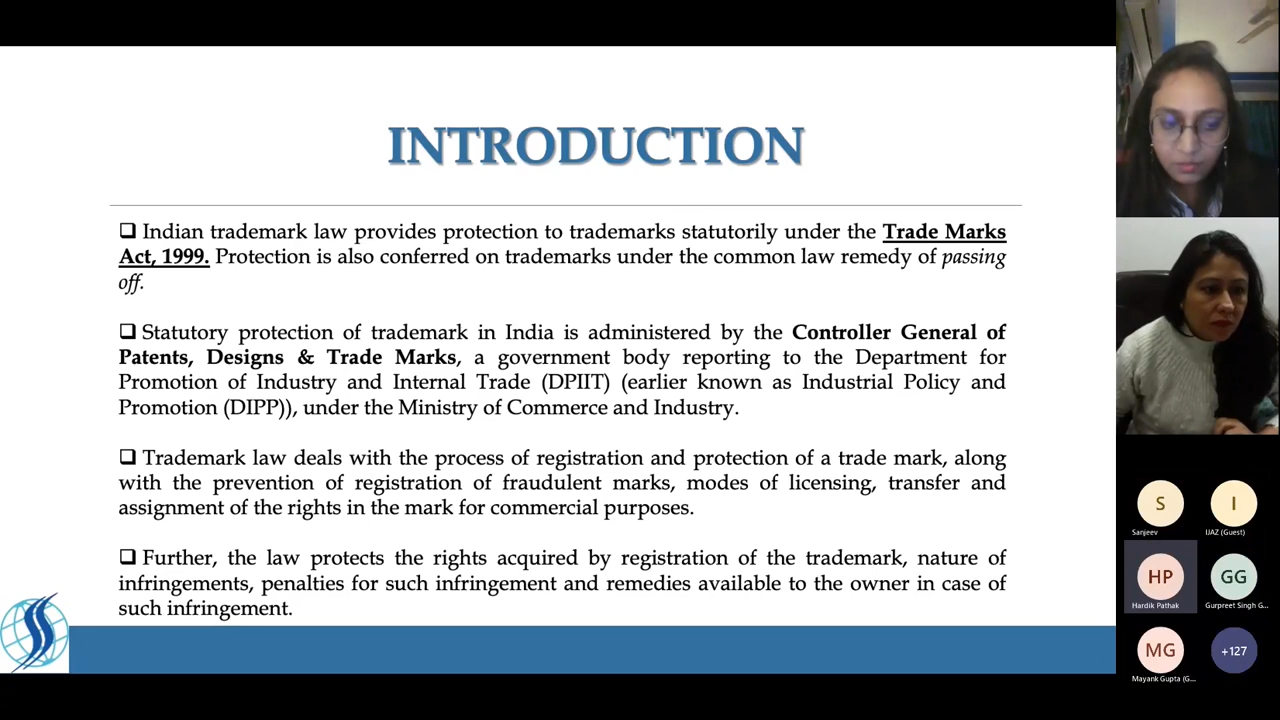 INTRODUCTION
❑ Indian trademark law provides protection to trademarks statutorily under the Trade Marks
Act, 1999. Protection is also conferred on trademarks under the common law remedy of passing
off.
❑ Statutory protection of trademark in India is administered by the Controller General of
Patents, Designs & Trade Marks, a government body reporting to the Department for
Promotion of Industry and Internal Trade (DPIIT) (earlier known as Industrial Policy and
Promotion (DIPP)), under the Ministry of Commerce and Industry.
❑ Trademark law deals with the process of registration and protection of a trade mark, along
with the prevention of registration of fraudulent marks, modes of licensing, transfer and
assignment of the rights in the mark for commercial purposes.
❑ Further, the law protects the rights acquired by registration of the trademark, nature of
infringements, penalties for such infringement and remedies available to the owner in case of
such infringement.
S
I
Sanjeev
IJAZ (Guest)
HP
GG
Hardik Pathak
Gurpreet Singh G...
MG
+127
Mayank Gupta (G...